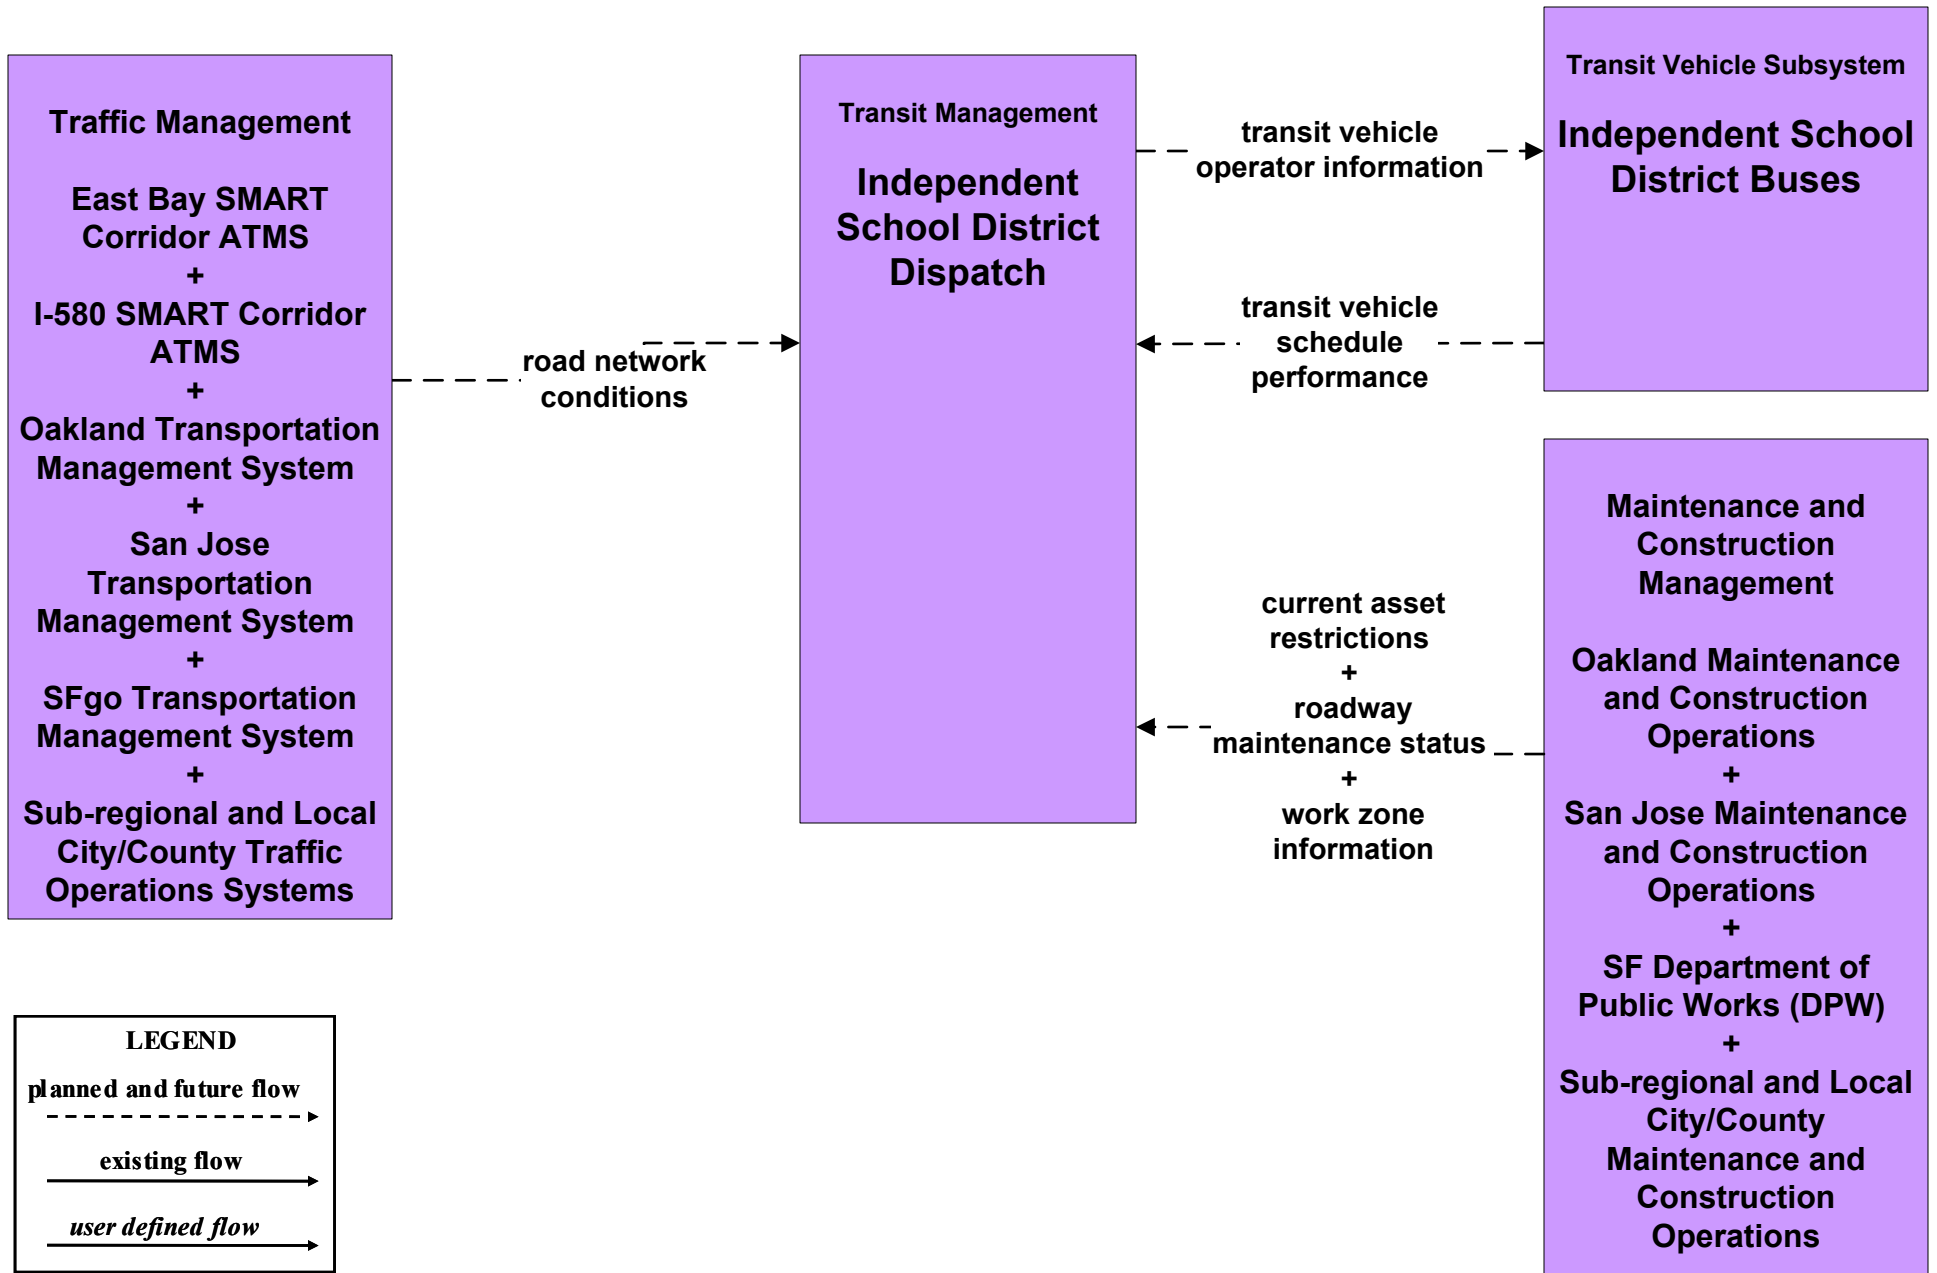 Traffic Management
East Bay SMART
Corridor ATMS
+
I-580 SMART Corridor
ATMS
+
Oakland Transportation
Management System
+
San Jose
Transportation
Management System
+
SFgo Transportation
Management System
+
Sub-regional and Local
City/County Traffic
Operations Systems
road network
conditions
Transit Management
Independent
School District
Dispatch
transit vehicle
operator information
transit vehicle
schedule
performance
current asset
restrictions
+
roadway
maintenance status
+
work zone
information
Transit Vehicle Subsystem
Independent School
District Buses
Maintenance and
Construction
Management
Oakland Maintenance
and Construction
Operations
+
San Jose Maintenance
and Construction
Operations
+
SF Department of
Public Works (DPW)
+
Sub-regional and Local
City/County
Maintenance and
Construction
Operations
LEGEND
planned and future flow
existing flow
user defined flow